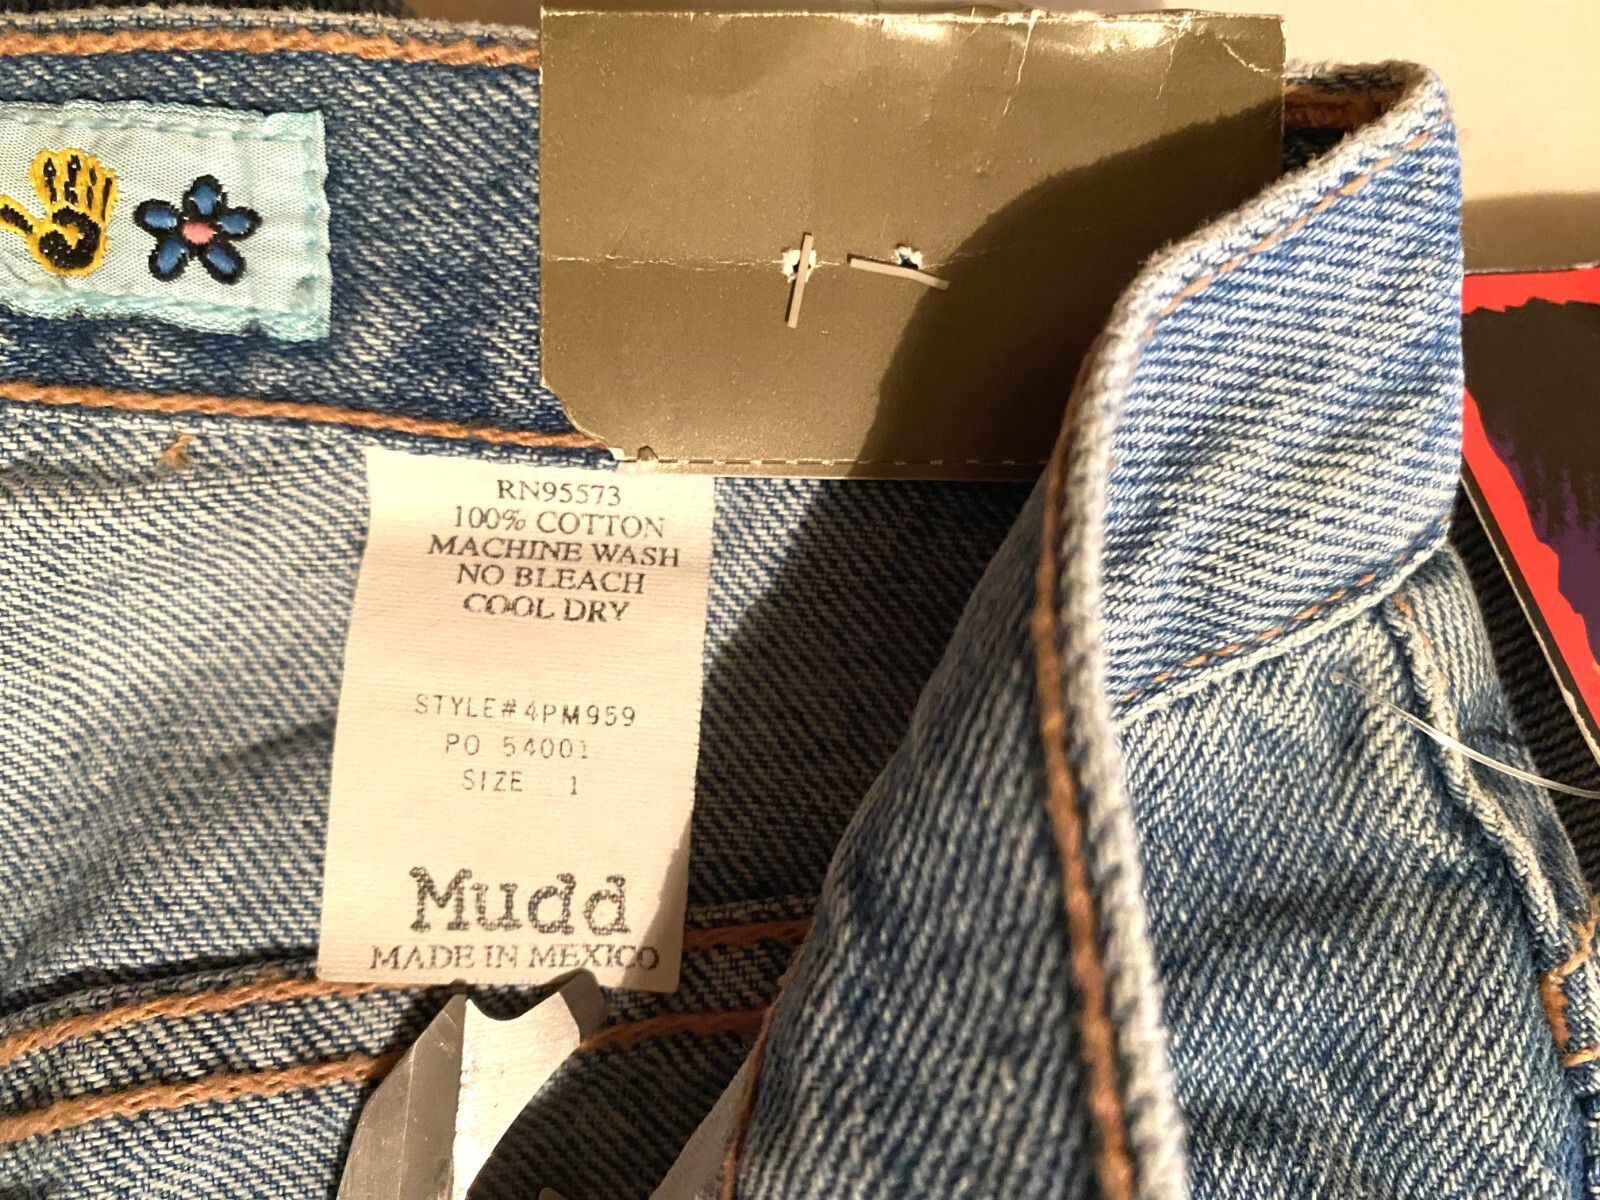 RN95573
100% COTTON
MACHINE WASH
NO BLEACH
COOL DRY
STYLE#4PM959
PO 54001
SIZE 1
Mudd
MADE IN MEXICO